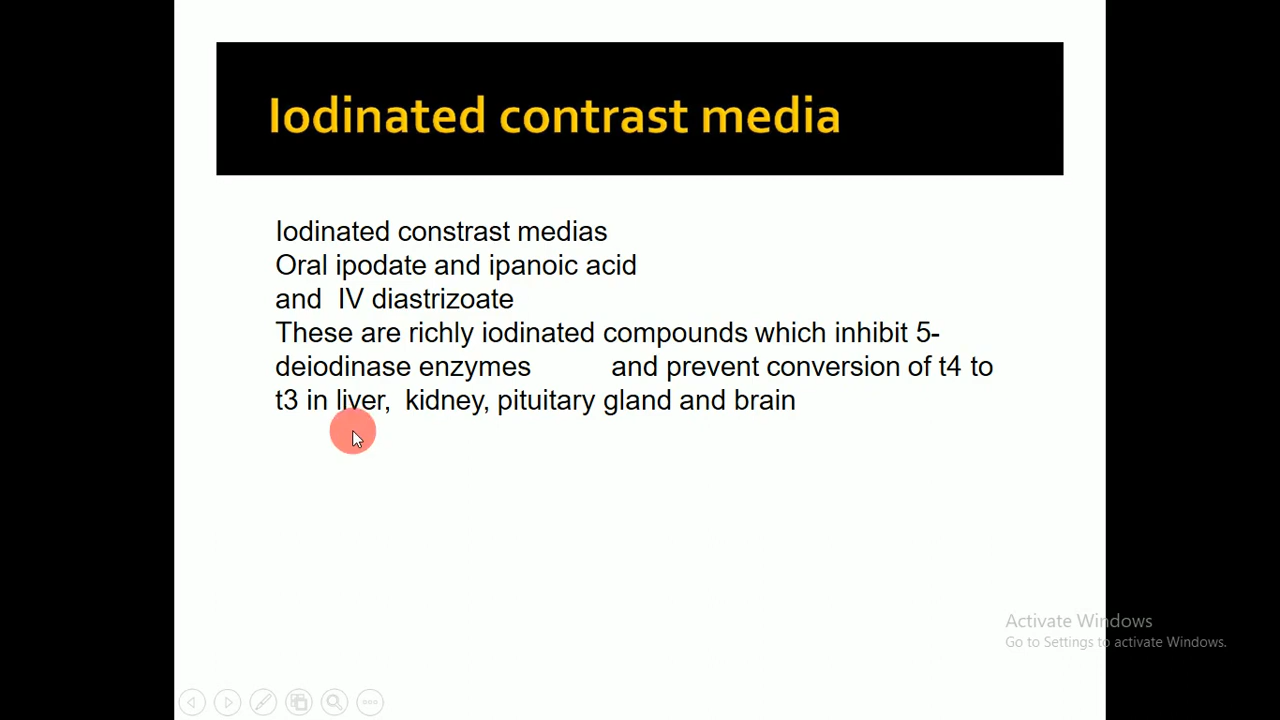 Iodinated contrast media
Iodinated constrast medias
Oral ipodate and ipanoic acid
and IV diastrizoate
These are richly iodinated compounds which inhibit 5-
deiodinase enzymes and prevent conversion of t4 to
t3 in liver, kidney, pituitary gland and brain
Activate Windows
Go to Settings to activate Windows.